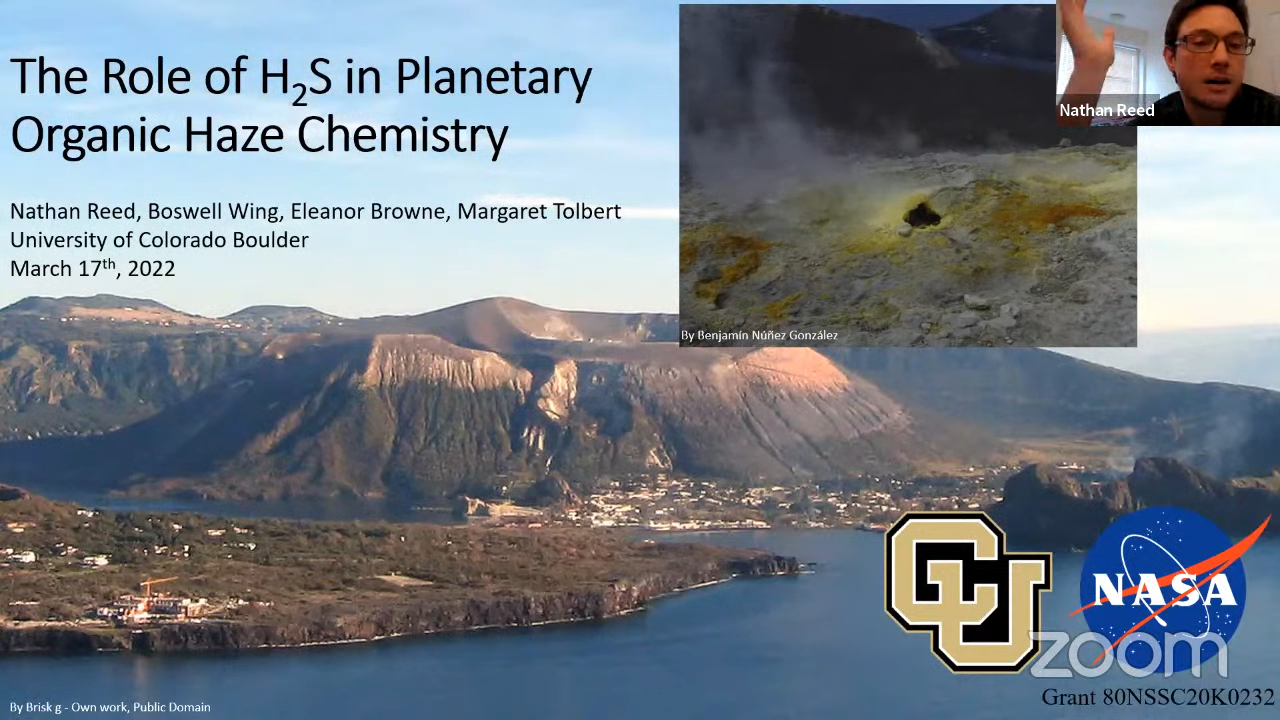 The Role of H₂S in Planetary
Organic Haze Chemistry
Nathan Reed, Boswell Wing, Eleanor Browne, Margaret Tolbert
University of Colorado Boulder
March 17th, 2022
Nathan Reed
By Benjamín Núñez González
CU
NASA
zoom
Grant 80NSSC20K0232
By Brisk g - Own work, Public Domain